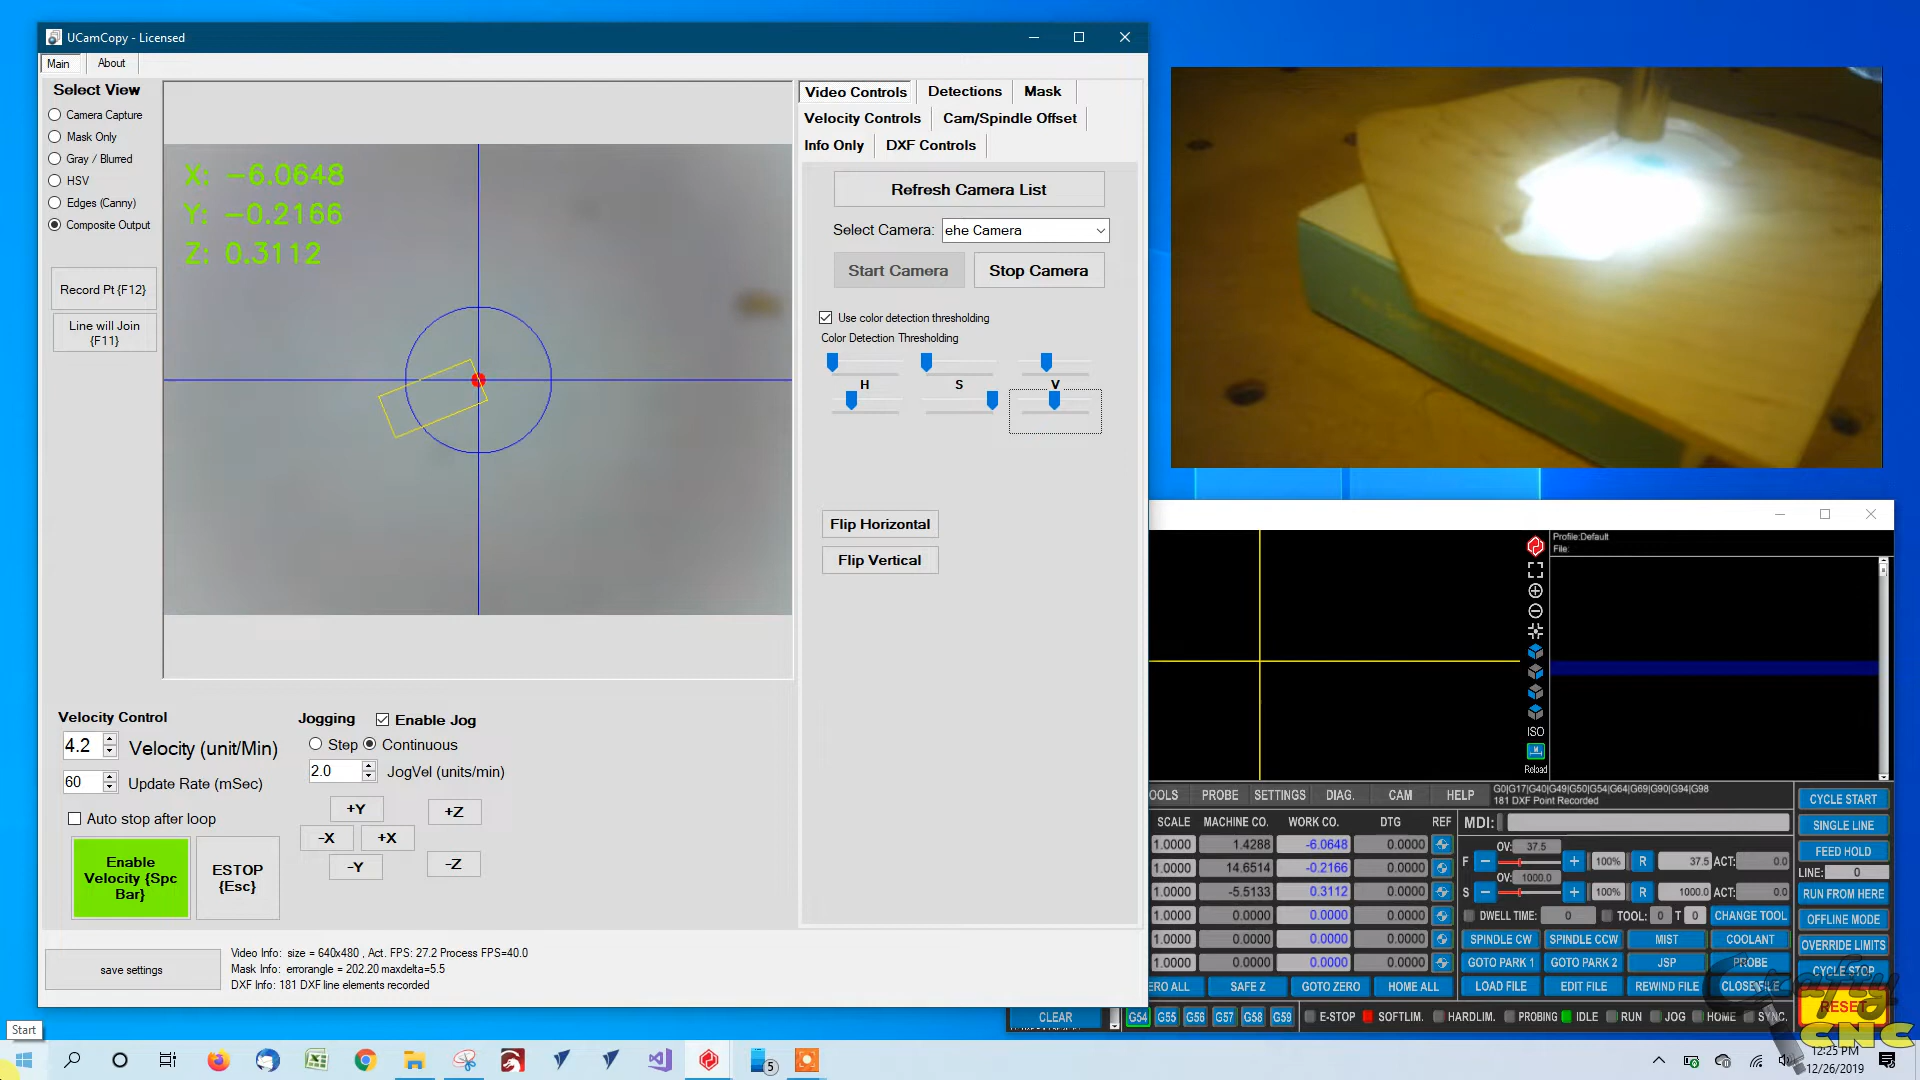 UCamCopy - Licensed
Main
About
Select View
Camera Capture
Mask Only
Gray / Blurred
HSV
Edges (Canny)
Composite Output
Record Pt {F12}
Line will Join
{F11}
X: -6.0648
Y: -0.2166
Z: 0.3112
Video Controls
Detections
Mask
Velocity Controls
Cam/Spindle Offset
Info Only
DXF Controls
Refresh Camera List
Select Camera: ehe Camera
Start Camera
Stop Camera
Use color detection thresholding
Color Detection Thresholding
H
S
V
Flip Horizontal
Flip Vertical
Velocity Control
4.2 Velocity (unit/Min)
60 Update Rate (mSec)
Auto stop after loop
Enable
Velocity {Spc
Bar}
ESTOP
{Esc}
Jogging
Enable Jog
Step
Continuous
2.0 JogVel (units/min)
+Y
+Z
-X
+X
-Y
-Z
save settings
Video Info: size = 640x480 , Act. FPS: 27.2 Process FPS=40.0
Mask Info: errorangle = 202.20 maxdelta=5.5
DXF Info: 181 DXF line elements recorded
Profile:Default
File:
ISO
Reload
OOLS PROBE SETTINGS DIAG. CAM HELP
G0|G17|G40|G49|G50|G54|G64|G69|G90|G94|G98
181 DXF Point Recorded
SCALE MACHINE CO. WORK CO. DTG REF
1.0000 1.4288 -6.0648 0.0000
1.0000 14.6514 -0.2166 0.0000
1.0000 -5.5133 0.3112 0.0000
1.0000 0.0000 0.0000 0.0000
1.0000 0.0000 0.0000 0.0000
1.0000 0.0000 0.0000 0.0000
ERO ALL SAFE Z GOTO ZERO HOME ALL
CLEAR
G54 G55 G56 G57 G58 G59
MDI:
OV: 37.5
F - + 100% R 37.5 ACT: 0.0
OV: 1000.0
S - + 100% R 1000.0 ACT: 0.0
DWELL TIME: 0 TOOL: 0 T 0 CHANGE TOOL
SPINDLE CW SPINDLE CCW MIST COOLANT
GOTO PARK 1 GOTO PARK 2 JSP PROBE
LOAD FILE EDIT FILE REWIND FILE CLOSE FILE
E-STOP SOFTLIM. HARDLIM. PROBING IDLE RUN JOG HOME SYNC.
CYCLE START
SINGLE LINE
FEED HOLD
LINE: 0
RUN FROM HERE
OFFLINE MODE
OVERRIDE LIMITS
CYCLE STOP
RESET
Crafty
CNC
Start
5
12:25 PM
12/26/2019